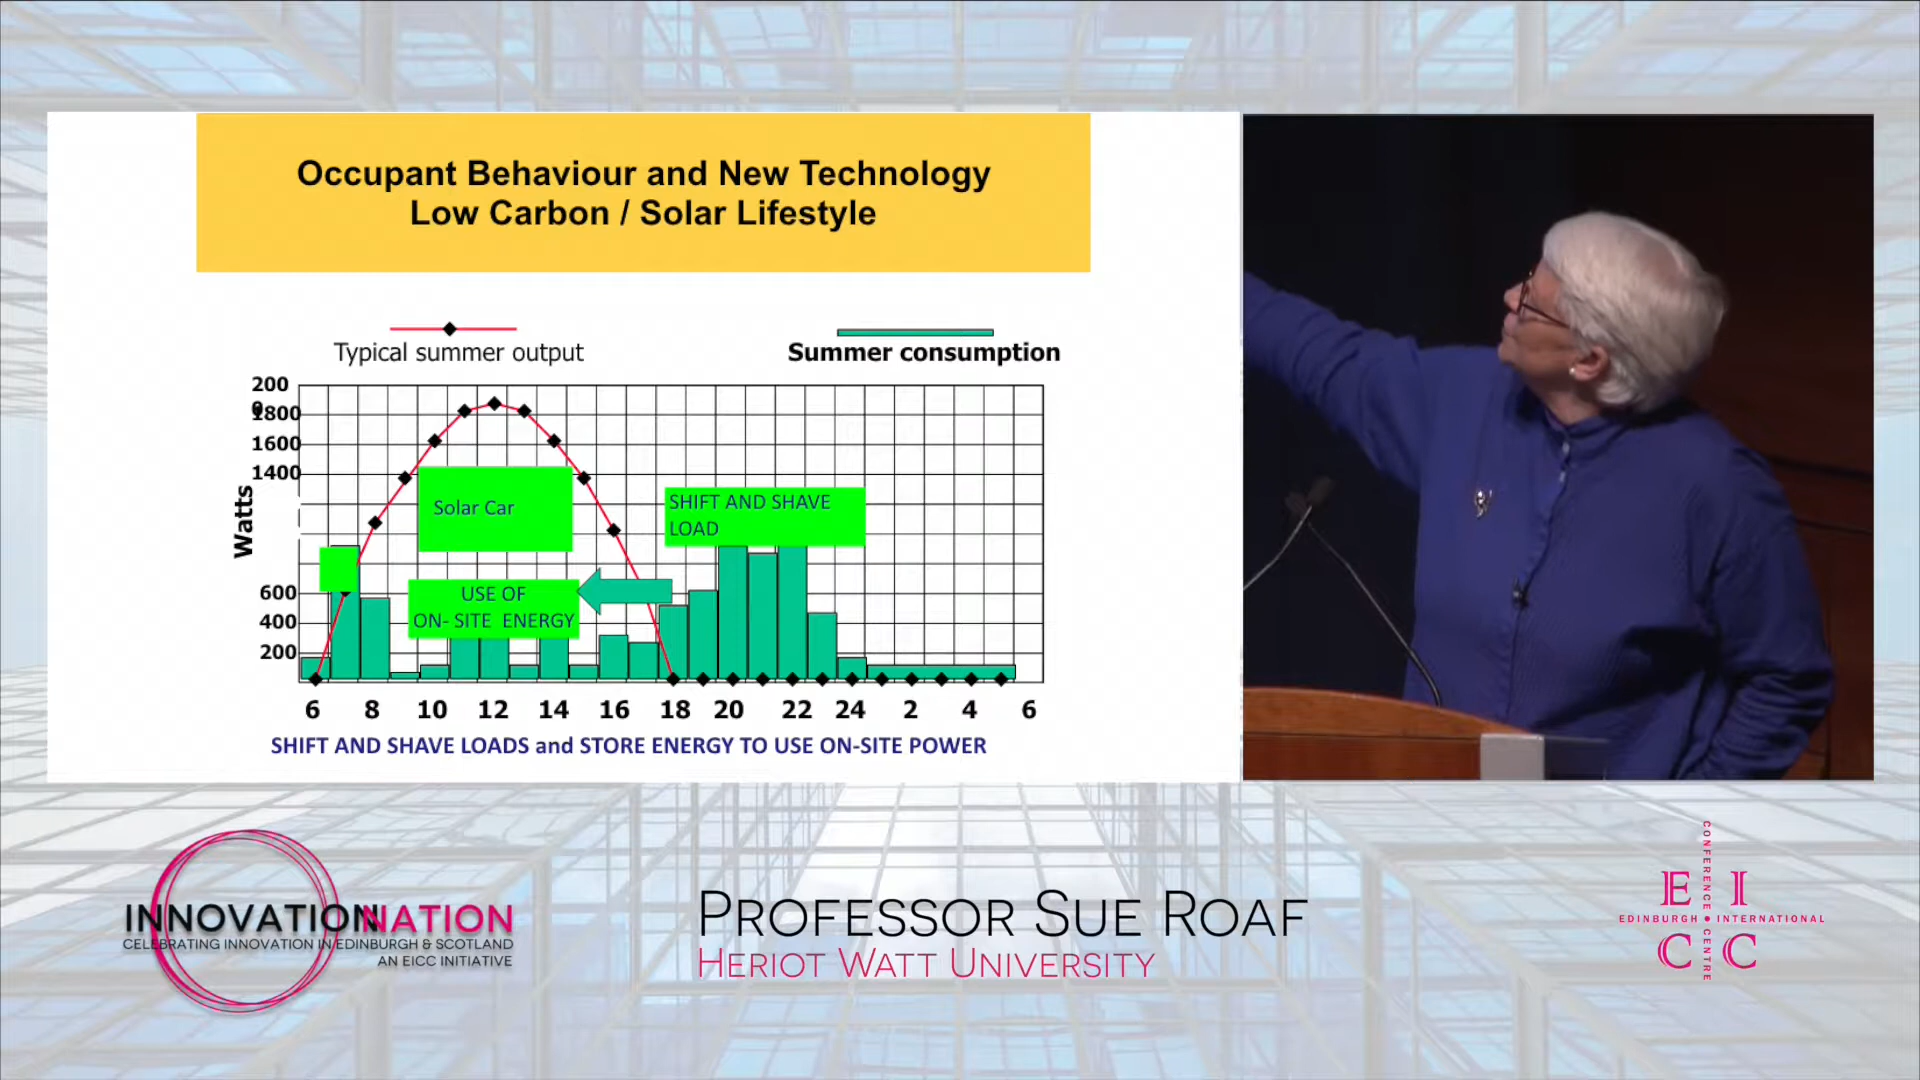 Occupant Behaviour and New Technology
Low Carbon / Solar Lifestyle
Typical summer output
Summer consumption
200
0
1800
1600
1400
600
400
200
Watts
Solar Car
SHIFT AND SHAVE
LOAD
USE OF
ON- SITE ENERGY
6 8 10 12 14 16 18 20 22 24 2 4 6
SHIFT AND SHAVE LOADS and STORE ENERGY TO USE ON-SITE POWER
INNOVATION NATION
CELEBRATING INNOVATION IN EDINBURGH & SCOTLAND
AN EICC INITIATIVE
PROFESSOR SUE ROAF
HERIOT WATT UNIVERSITY
E I
EDINBURGH • INTERNATIONAL
C C
CONFERENCE CENTRE